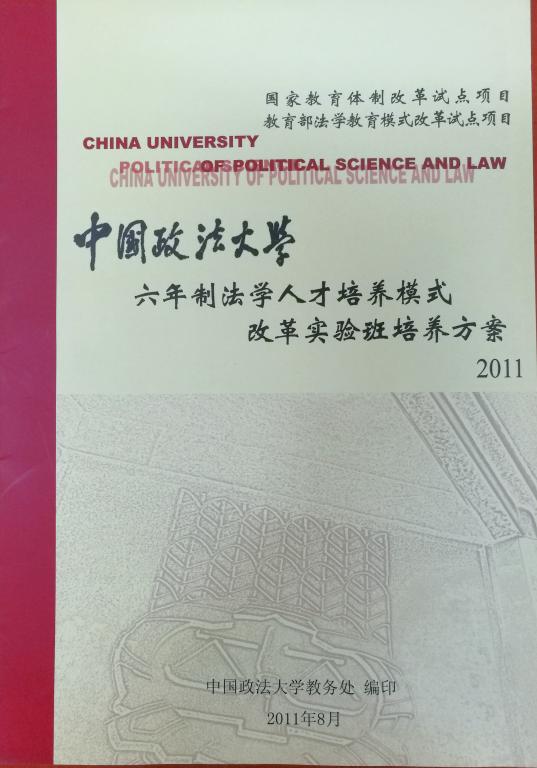 国家教育体制改革试点项目
教育部法学教育模式改革试点项目
CHINA UNIVERSITY
OF POLITICAL SCIENCE AND LAW
CHINA UNIVERSITY OF POLITICAL SCIENCE AND LAW
中国政法大学
六年制法学人才培养模式
改革实验班培养方案
2011
中国政法大学教务处 编印
2011年8月